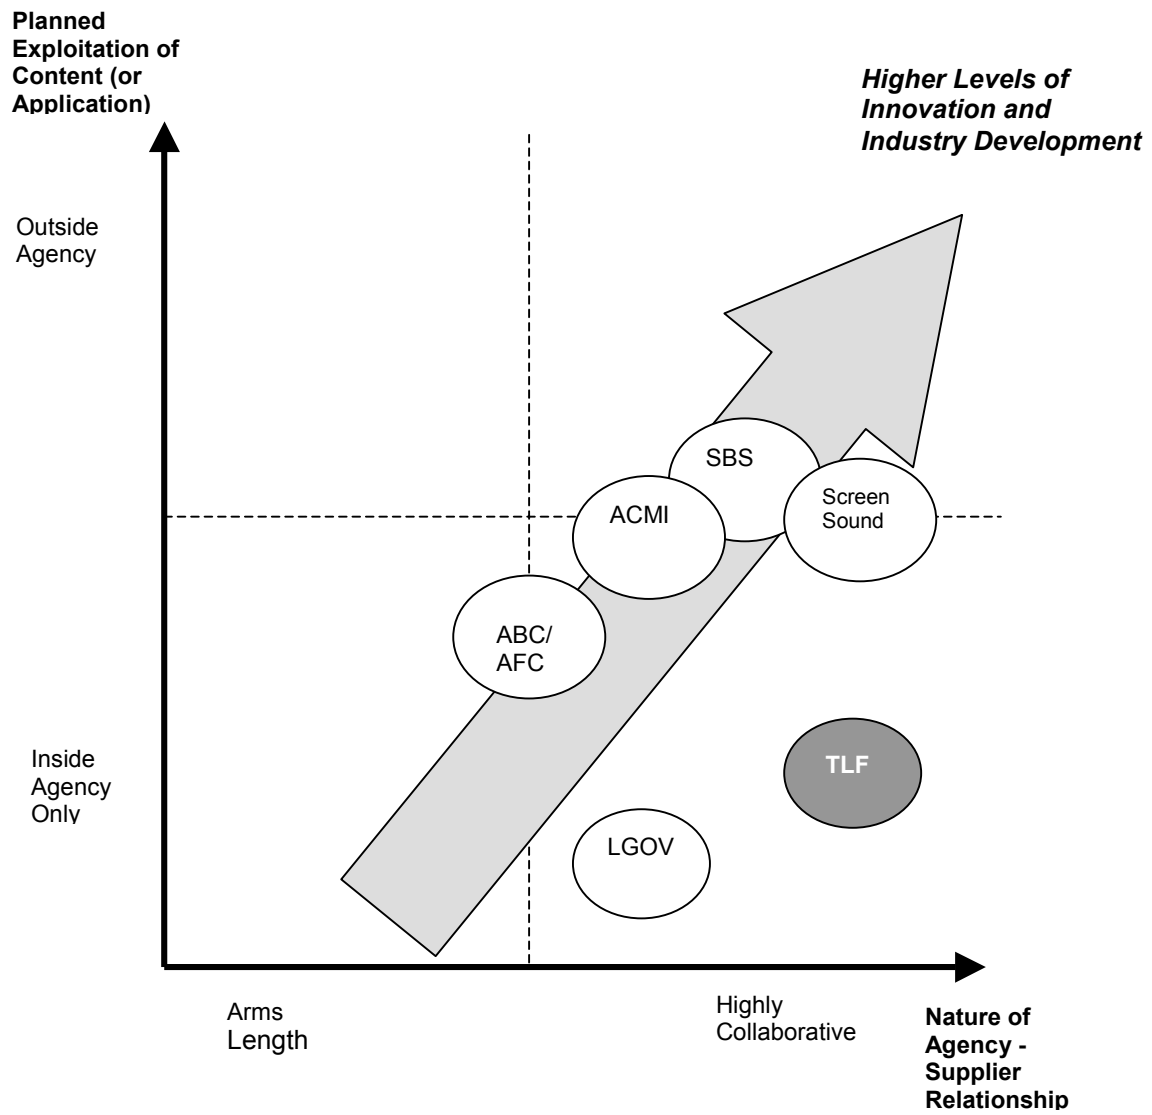 Planned
Exploitation of
Content (or
Application)
Higher Levels of
Innovation and
Industry Development
Outside
Agency
SBS
Screen
Sound
ACMI
ABC/
AFC
Inside
Agency
Only
TLF
LGOV
Arms
Length
Highly
Collaborative
Nature of
Agency -
Supplier
Relationship